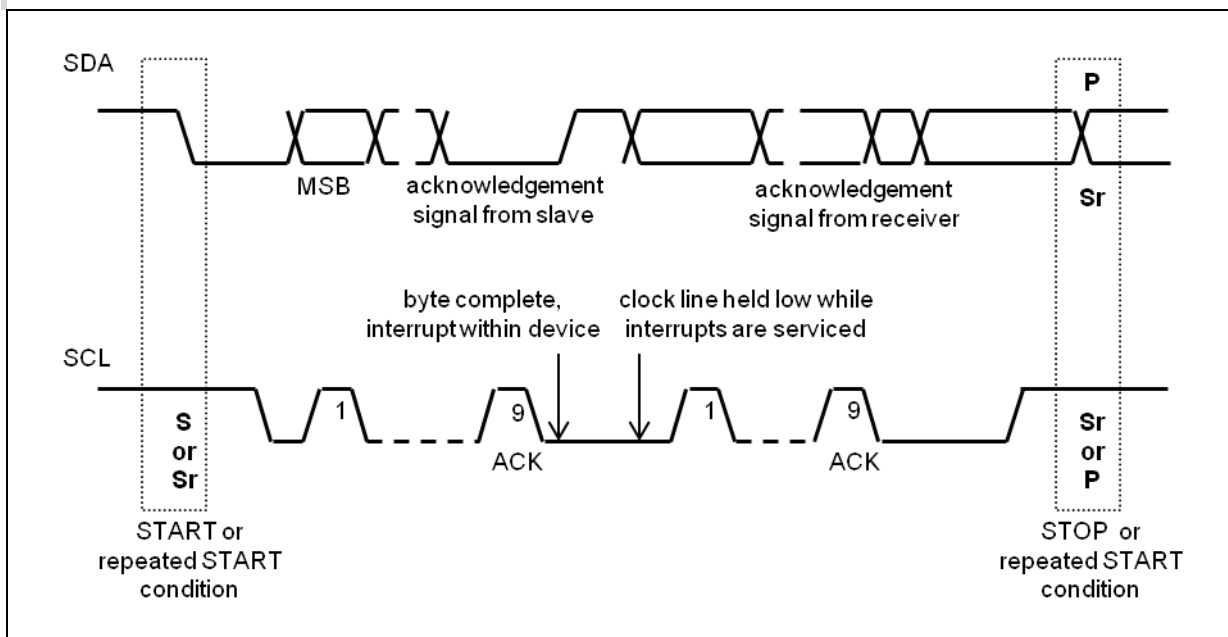 SDA
P
MSB
acknowledgement
signal from slave
acknowledgement
signal from receiver
Sr
byte complete,
interrupt within device
clock line held low while
interrupts are serviced
SCL
1
9
1
9
S
or
Sr
ACK
ACK
Sr
or
P
START or
repeated START
condition
STOP or
repeated START
condition